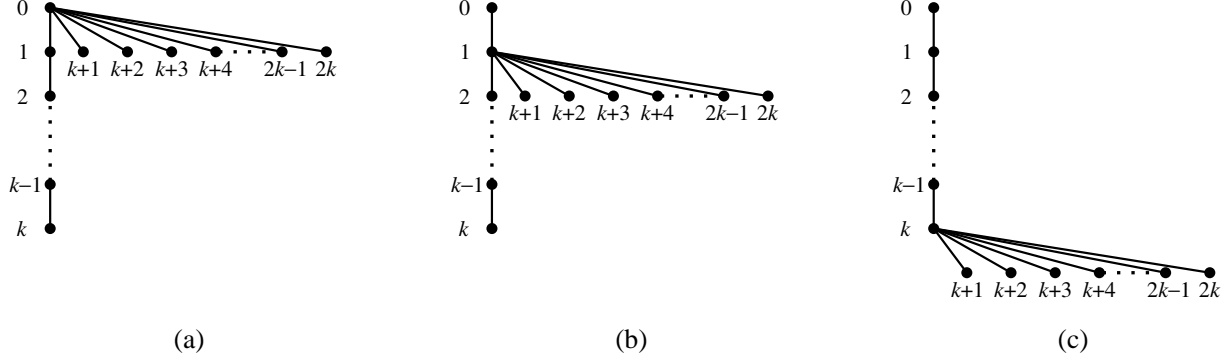 0 0 0
1 k+1 k+2 k+3 k+4 2k−1 2k 1 1
2 2 k+1 k+2 k+3 k+4 2k−1 2k 2
k−1 k−1 k−1
k k k
k+1 k+2 k+3 k+4 2k−1 2k
(a) (b) (c)